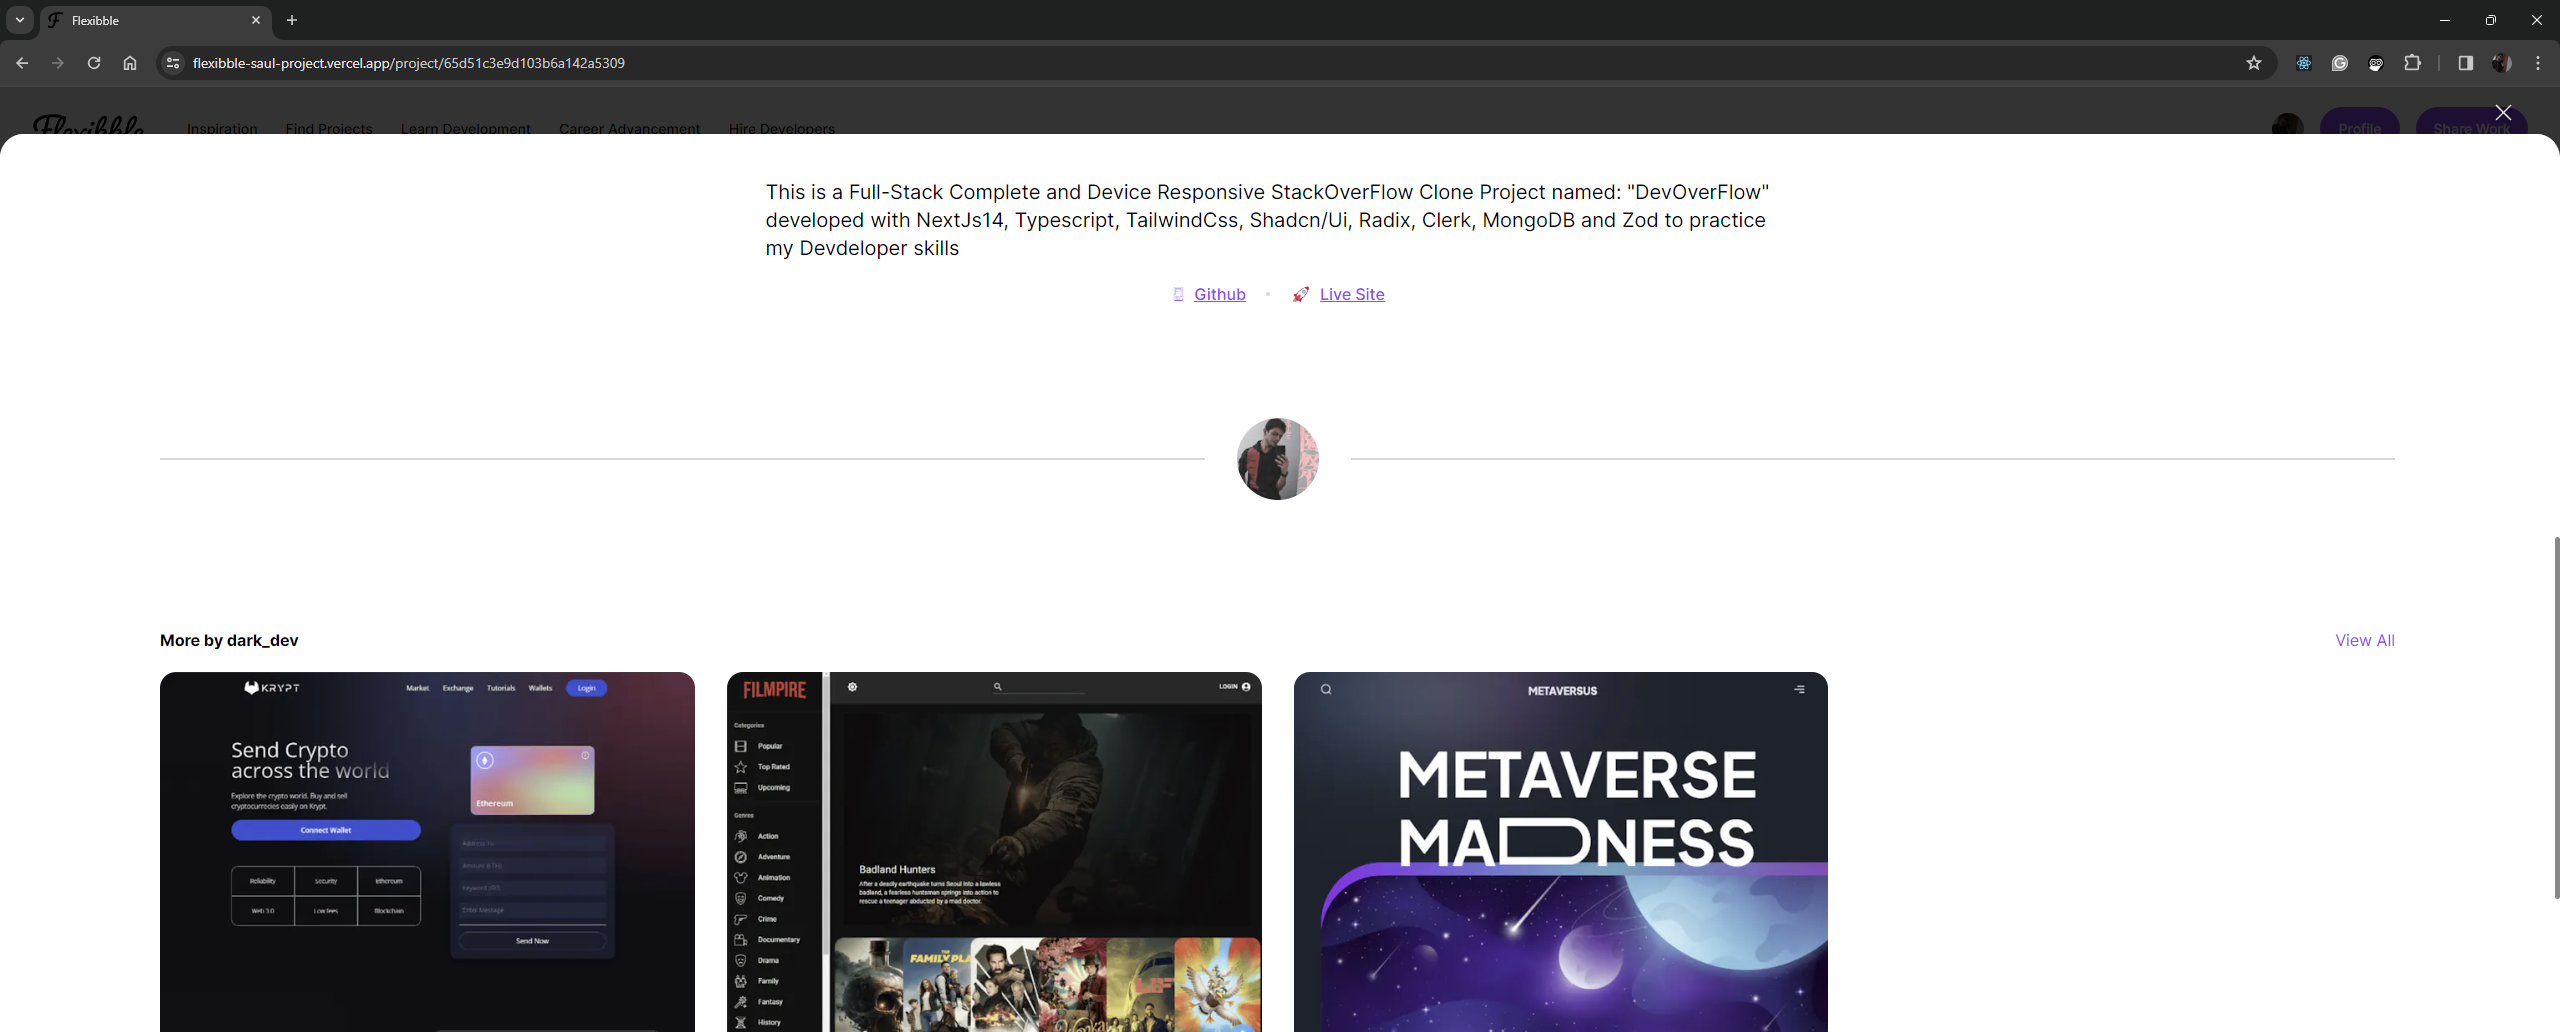 Flexibble
flexibble-saul-project.vercel.app/project/65d51c3e9d103b6a142a5309
Flexibble
Inspiration
Find Projects
Learn Development
Career Advancement
Hire Developers
Profile
Share Work
This is a Full-Stack Complete and Device Responsive StackOverFlow Clone Project named: "DevOverFlow"
developed with NextJs14, Typescript, TailwindCss, Shadcn/Ui, Radix, Clerk, MongoDB and Zod to practice
my Devdeloper skills
Github
Live Site
More by dark_dev
View All
KRYPT
Market
Exchange
Tutorials
Wallets
Login
Send Crypto
across the world
Explore the crypto world. Buy and sell
cryptocurrecies easily on Krypt.
Connect Wallet
Reliability
Security
Ethereum
Web 3.0
Low fees
Blockchain
Ethereum
Address To
Amount (ETH)
Keyword (Gif)
Enter Message
Send Now
FILMPIRE
LOGIN
Categories
Popular
Top Rated
Upcoming
Genres
Action
Adventure
Animation
Comedy
Crime
Documentary
Drama
Family
Fantasy
History
Badland Hunters
After a deadly earthquake turns Seoul into a lawless
badland, a fearless huntsman springs into action to
rescue a teenager abducted by a mad doctor.
THE FAMILY PLA
METAVERSUS
METAVERSE
MADNESS